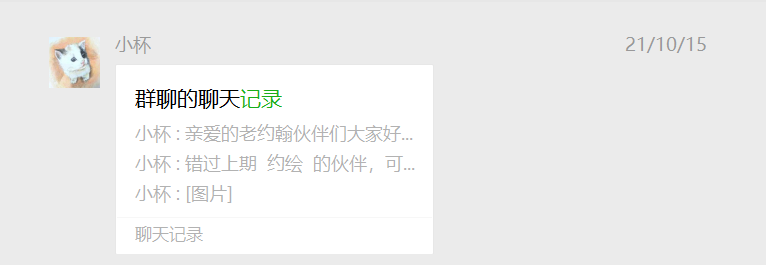 小杯
21/10/15
群聊的聊天记录
小杯 : 亲爱的老约翰伙伴们大家好...
小杯 : 错过上期 约绘 的伙伴，可...
小杯 : [图片]
聊天记录